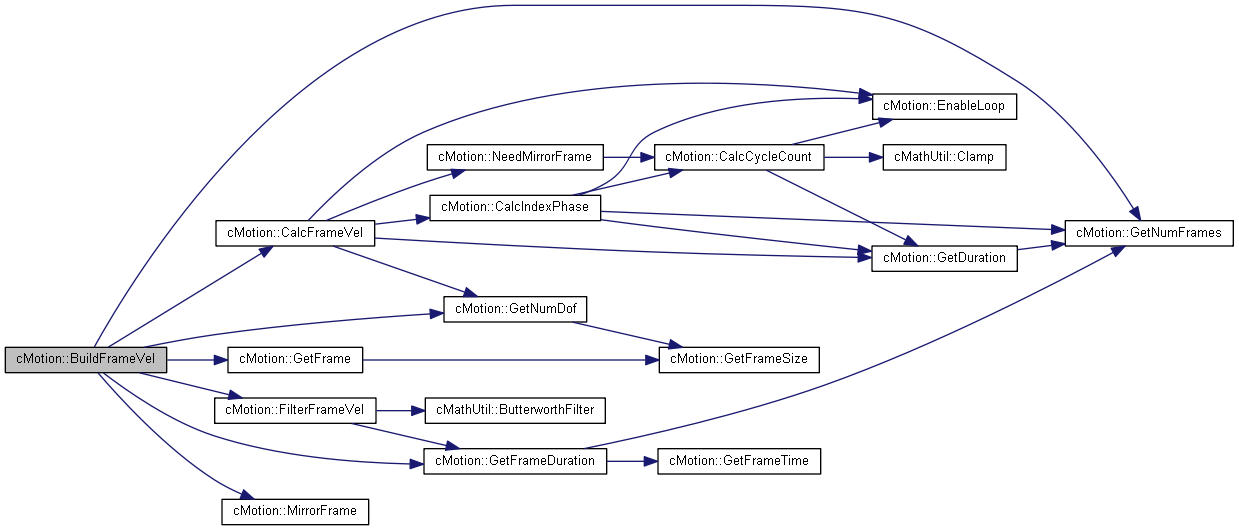 cMotion::EnableLoop
cMotion::NeedMirrorFrame
cMotion::CalcCycleCount
cMathUtil::Clamp
cMotion::CalcIndexPhase
cMotion::CalcFrameVel
cMotion::GetNumFrames
cMotion::GetDuration
cMotion::GetNumDof
cMotion::BuildFrameVel
cMotion::GetFrame
cMotion::GetFrameSize
cMotion::FilterFrameVel
cMathUtil::ButterworthFilter
cMotion::GetFrameDuration
cMotion::GetFrameTime
cMotion::MirrorFrame